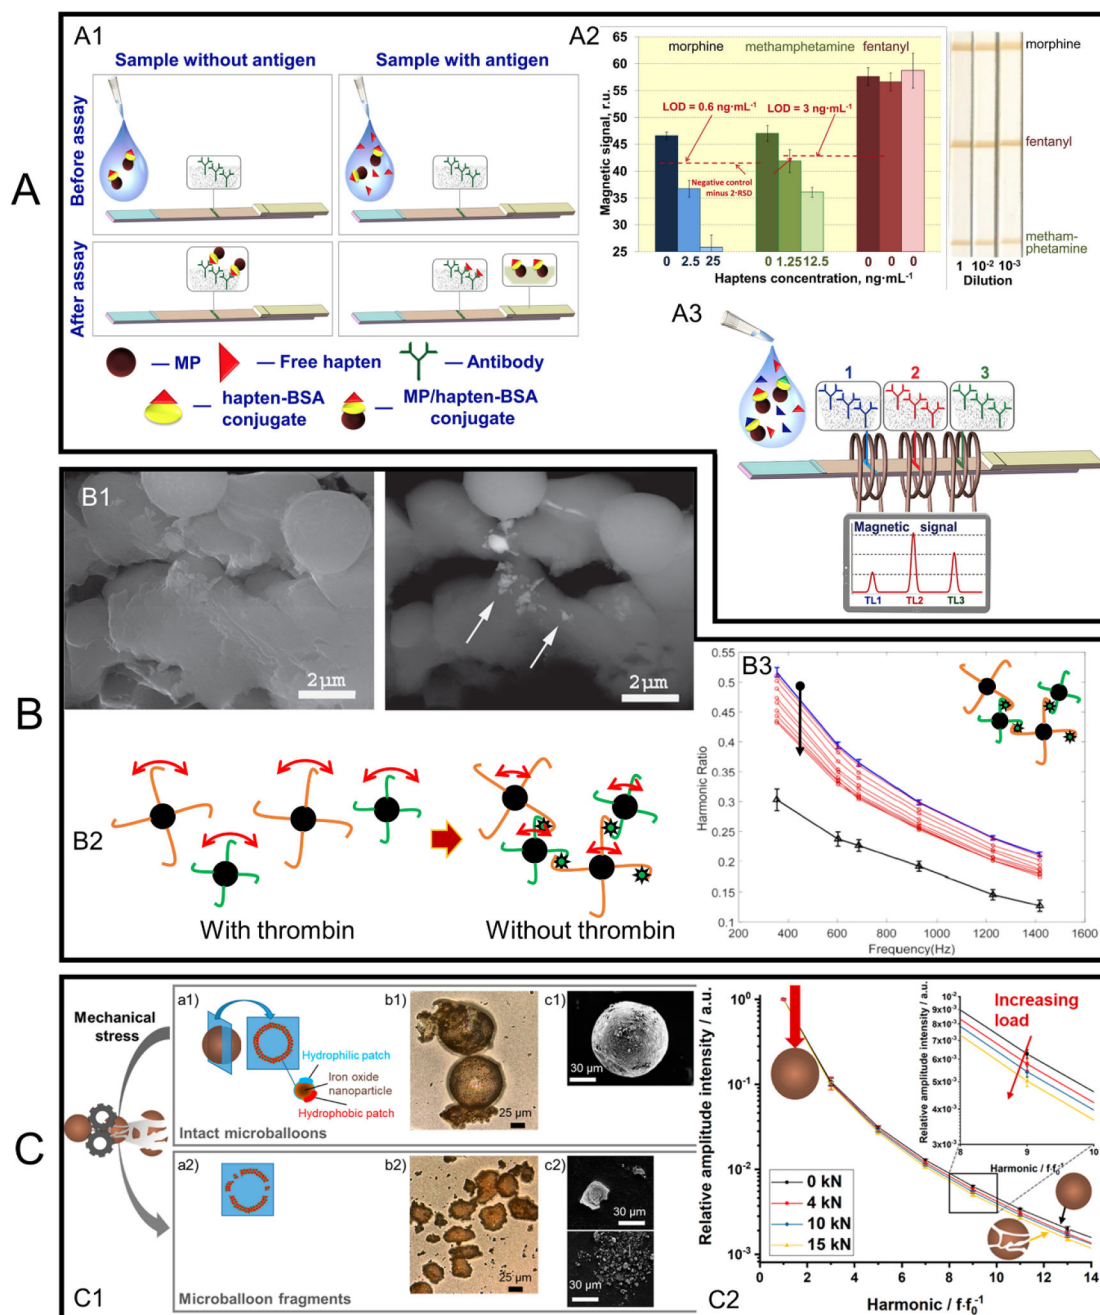 A
A1
Sample without antigen
Sample with antigen
Before assay
After assay
— MP
— Free hapten
— Antibody
— hapten-BSA
conjugate
— MP/hapten-BSA
conjugate
A2
65
60
55
50
45
40
35
30
25
Magnetic signal, r.u.
morphine
methamphetamine
fentanyl
LOD = 0.6 ng·mL⁻¹
LOD = 3 ng·mL⁻¹
Negative control
minus 2·RSD
0 2.5 25
0 1.25 12.5
0 0 0
Haptens concentration, ng·mL⁻¹
morphine
fentanyl
metham-
phetamine
1 10⁻² 10⁻³
Dilution
A3
1
2
3
Magnetic signal
TL1
TL2
TL3
B
B1
2µm
2µm
B2
With thrombin
Without thrombin
B3
0.55
0.5
0.45
0.4
0.35
0.3
0.25
0.2
0.15
0.1
Harmonic Ratio
200 400 600 800 1000 1200 1400 1600
Frequency(Hz)
C
Mechanical
stress
a1)
Hydrophilic patch
Iron oxide
nanoparticle
Hydrophobic patch
b1)
25 µm
c1)
30 µm
Intact microballoons
a2)
b2)
25 µm
c2)
30 µm
30 µm
Microballoon fragments
C1
10⁰
10⁻¹
10⁻²
10⁻³
Relative amplitude intensity / a.u.
0 kN
4 kN
10 kN
15 kN
0 2 4 6 8 10 12 14
Harmonic / f·f₀⁻¹
Increasing
load
10⁻²
9x10⁻³
8x10⁻³
7x10⁻³
6x10⁻³
5x10⁻³
4x10⁻³
3x10⁻³
Relative amplitude intensity / a.u.
8 9 10
Harmonic / f·f₀⁻¹
C2